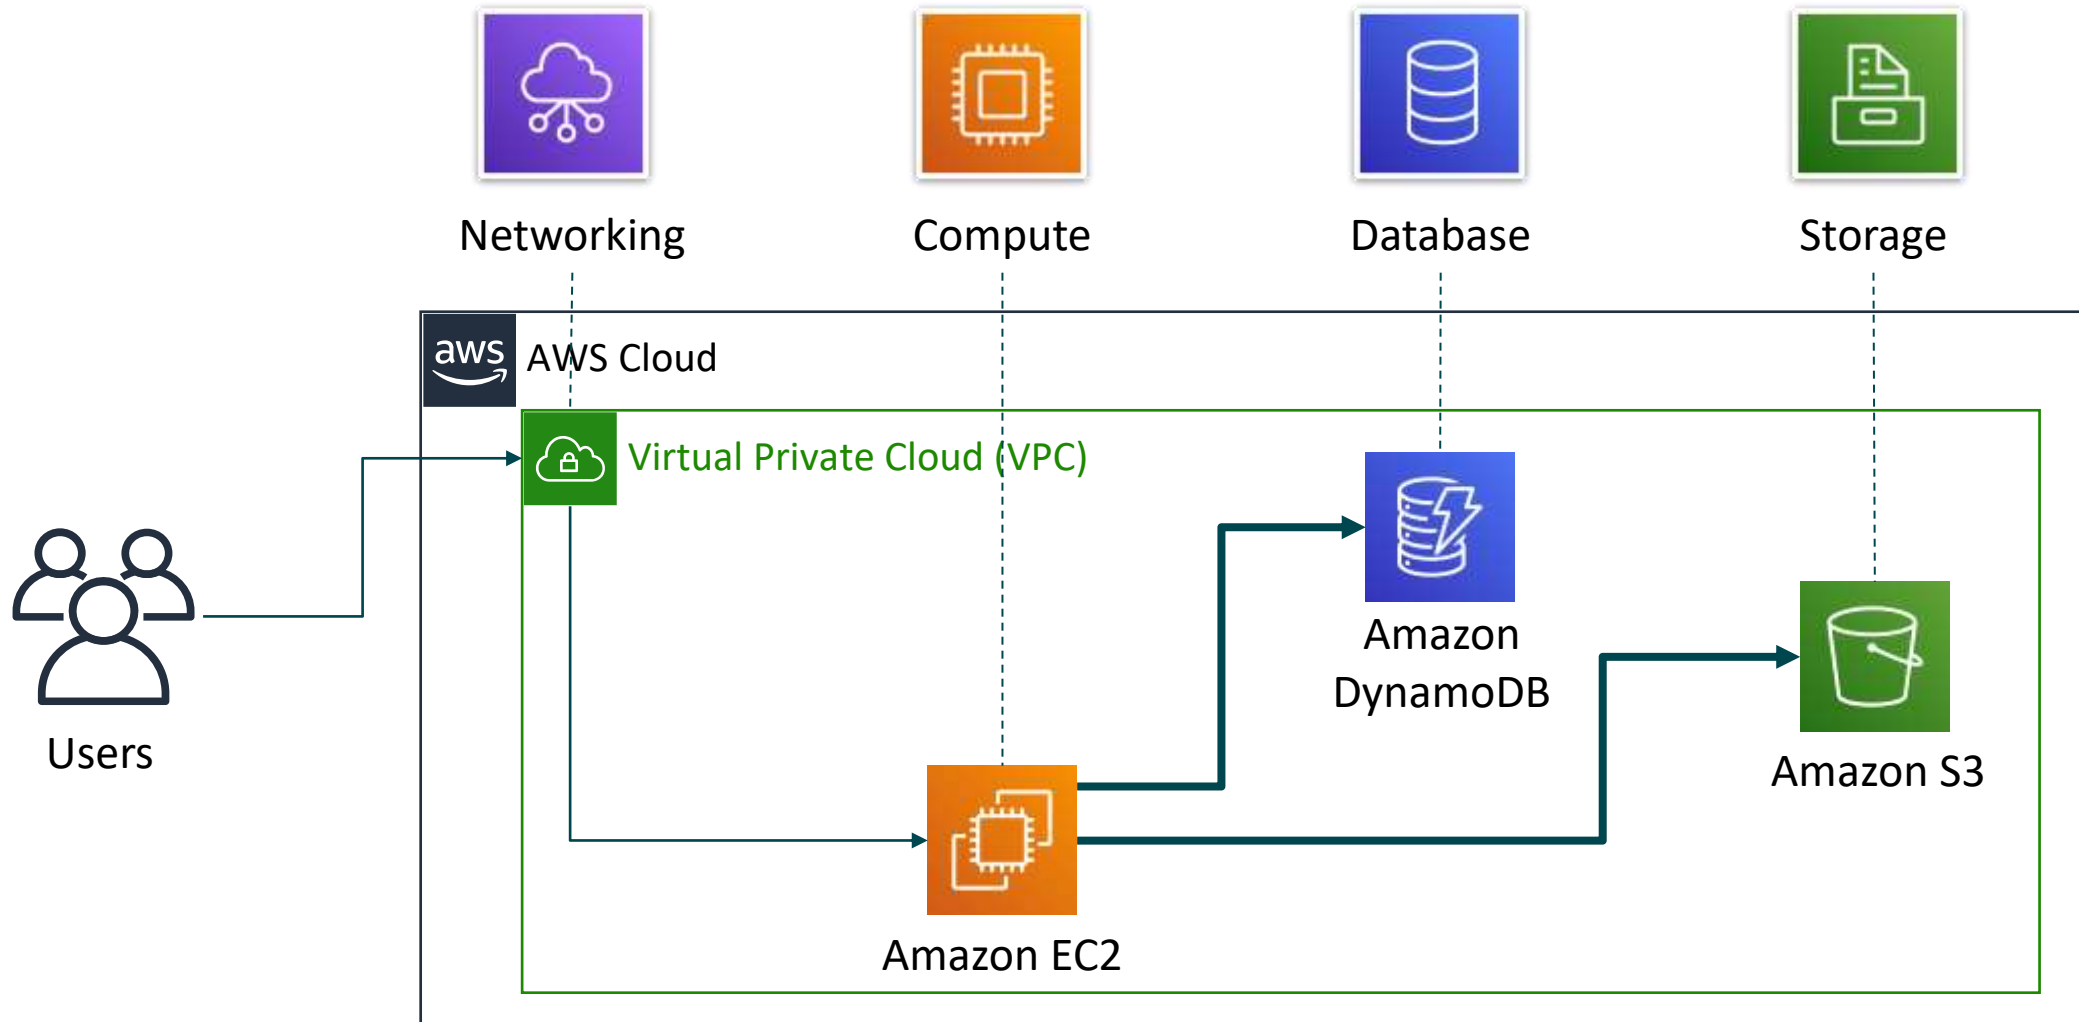 Networking
Compute
Database
Storage
aws
AWS Cloud
Virtual Private Cloud (VPC)
Users
Amazon
DynamoDB
Amazon S3
Amazon EC2